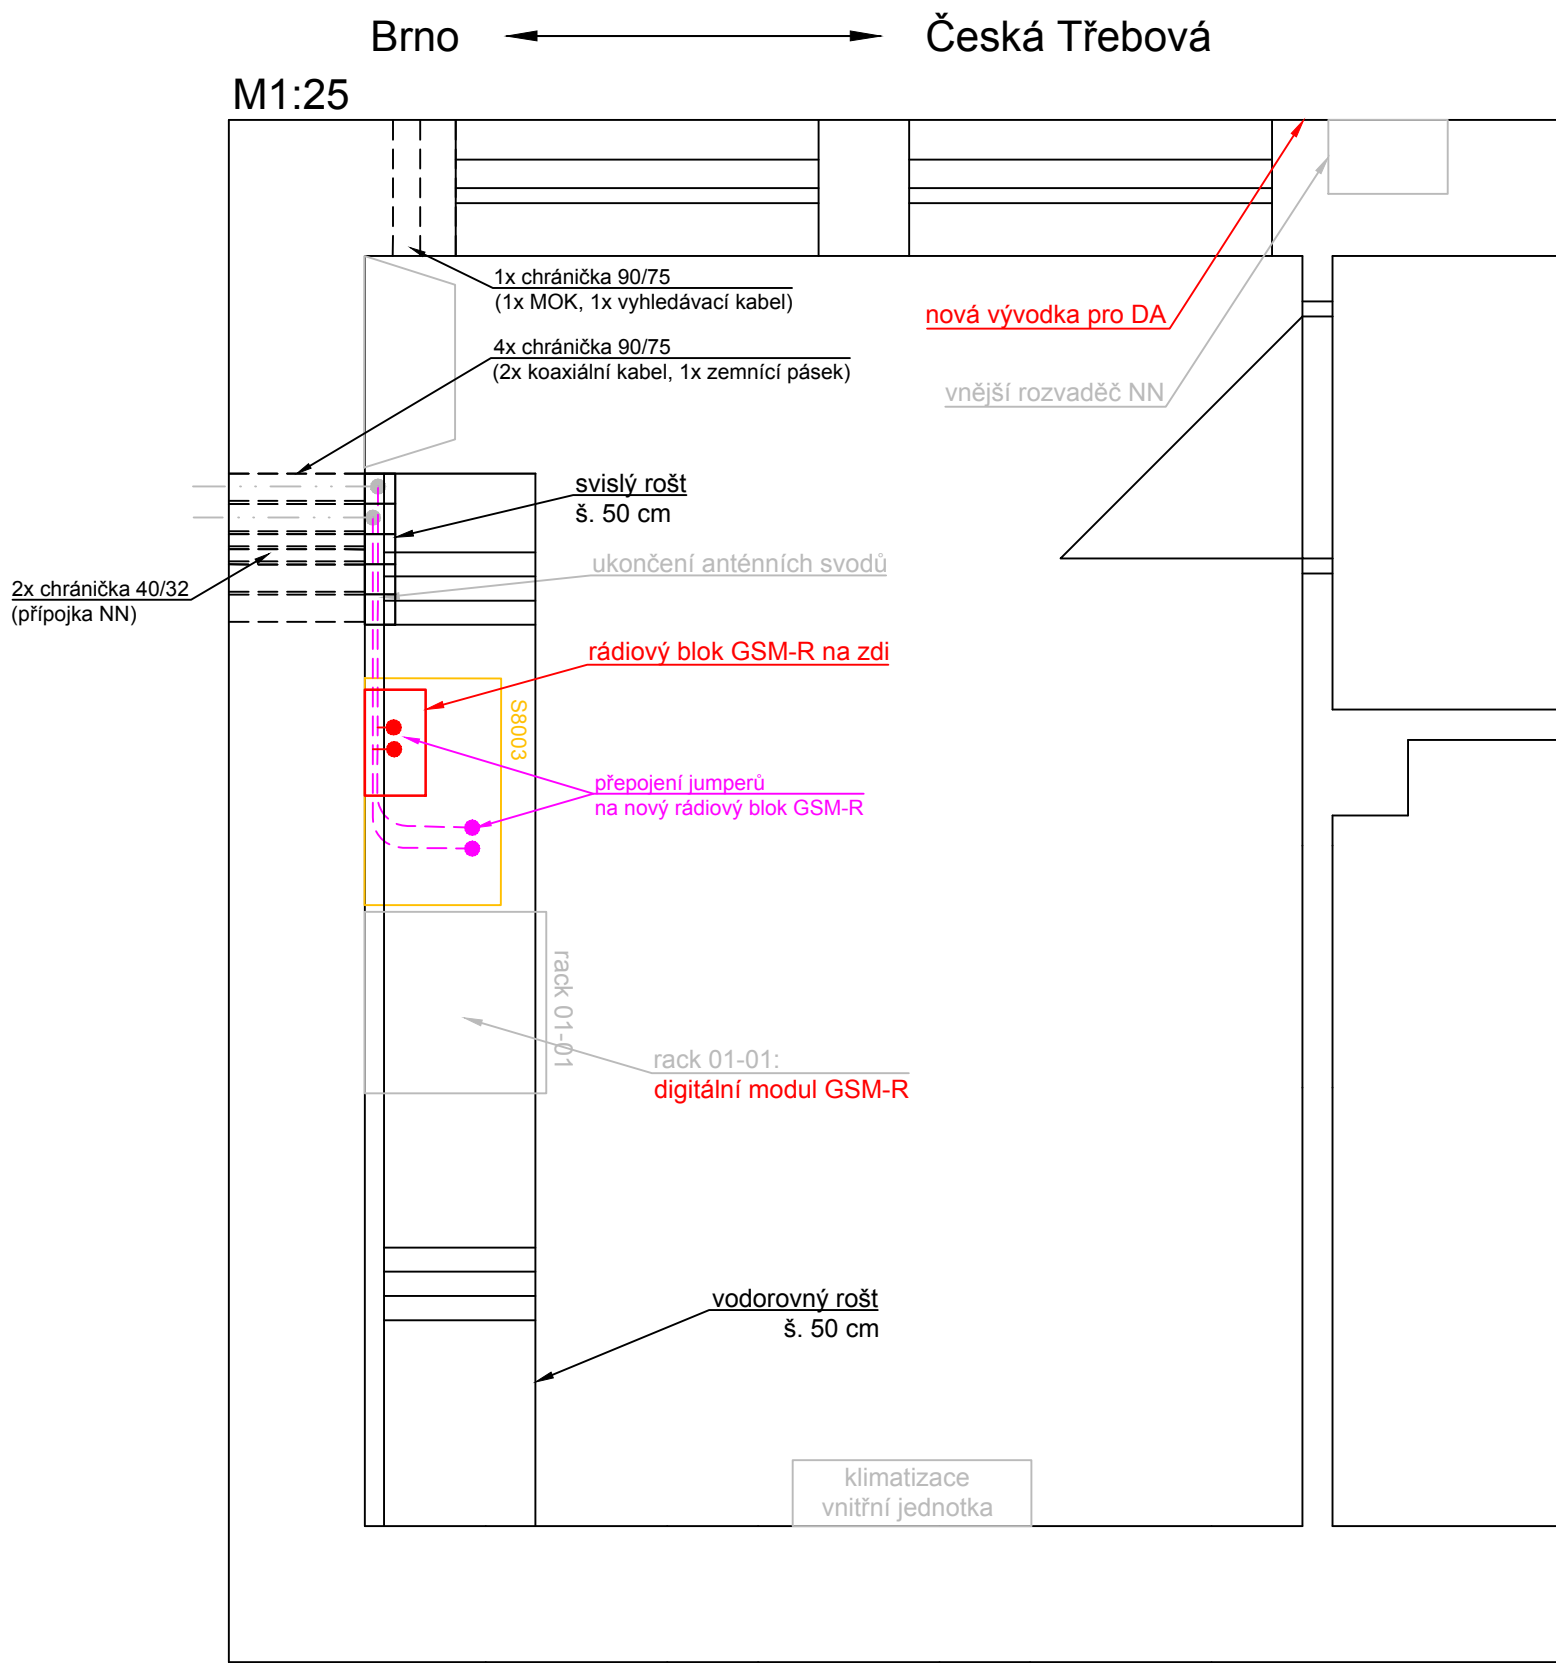 Brno
Česká Třebová
M1:25
1x chránička 90/75
(1x MOK, 1x vyhledávací kabel)
nová vývodka pro DA
4x chránička 90/75
(2x koaxiální kabel, 1x zemnící pásek)
vnější rozvaděč NN
svislý rošt
š. 50 cm
ukončení anténních svodů
2x chránička 40/32
(přípojka NN)
rádiový blok GSM-R na zdi
S8003
přepojení jumperů
na nový rádiový blok GSM-R
rack 01-01
rack 01-01:
digitální modul GSM-R
vodorovný rošt
š. 50 cm
klimatizace
vnitřní jednotka